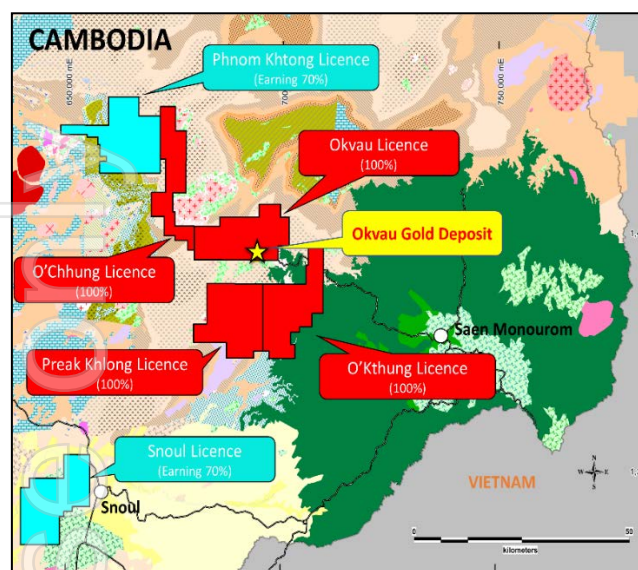 CAMBODIA
650,000 mE
750,000 mE
Phnom Khtong Licence
(Earning 70%)
Okvau Licence
(100%)
Okvau Gold Deposit
O'Chhung Licence
(100%)
Saen Monourom
Preak Khlong Licence
(100%)
O'Kthung Licence
(100%)
Snoul Licence
(Earning 70%)
Snoul
VIETNAM
N
W
E
S
0
50
kilometers